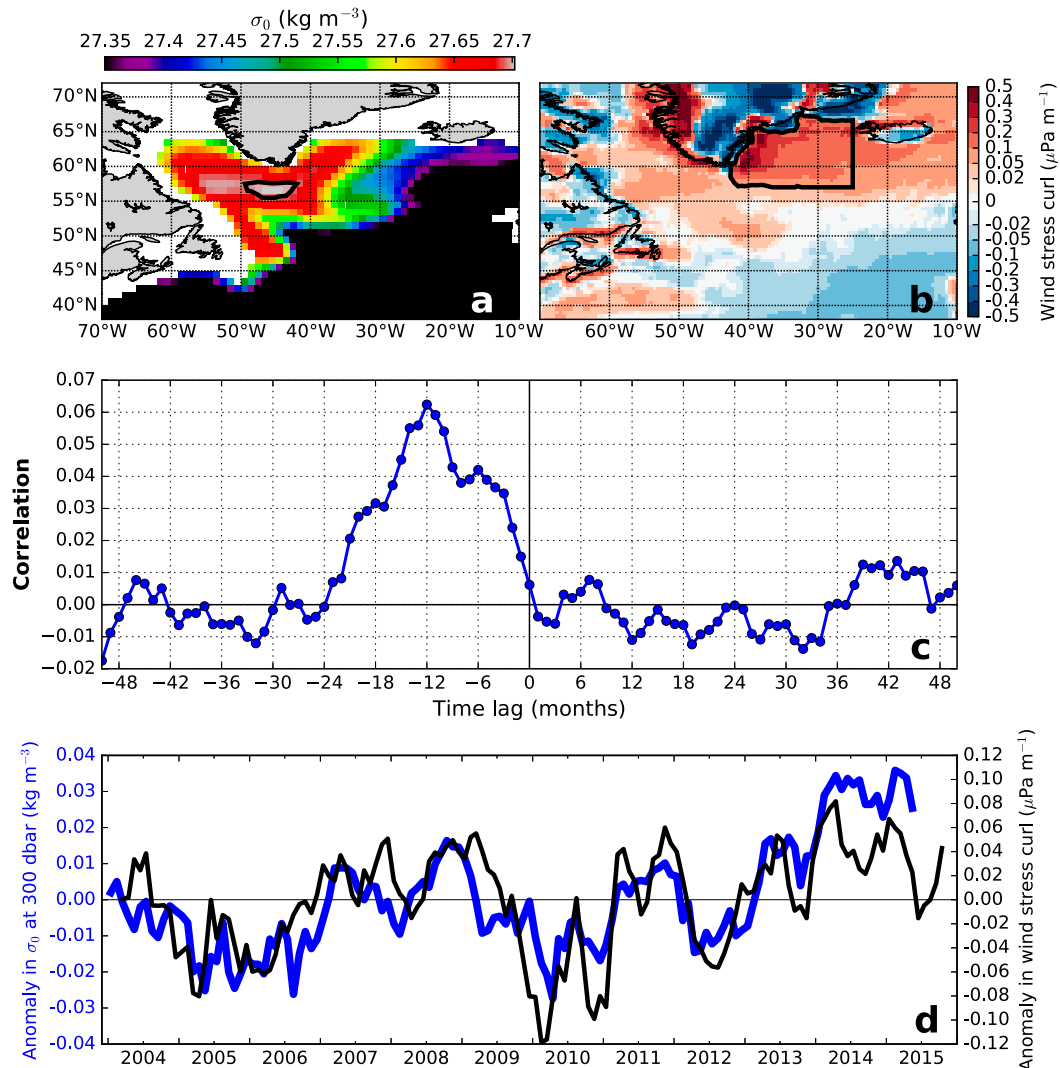 σ₀ (kg m⁻³)
27.35 27.4 27.45 27.5 27.55 27.6 27.65 27.7
70°N
65°N
60°N
55°N
50°N
45°N
40°N
70°W 60°W 50°W 40°W 30°W 20°W 10°W
a
60°W 50°W 40°W 30°W 20°W 10°W
b
0.5
0.4
0.3
0.2
0.1
0.05
0.02
0
-0.02
-0.05
-0.1
-0.2
-0.3
-0.4
-0.5
Wind stress curl (μPa m⁻¹)
Correlation
0.07
0.06
0.05
0.04
0.03
0.02
0.01
0.00
−0.01
−0.02
−48 −42 −36 −30 −24 −18 −12 −6 0 6 12 18 24 30 36 42 48
Time lag (months)
c
Anomaly in σ₀ at 300 dbar (kg m⁻³)
0.04
0.03
0.02
0.01
0.00
-0.01
-0.02
-0.03
-0.04
0.12
0.10
0.08
0.06
0.04
0.02
0.00
-0.02
-0.04
-0.06
-0.08
-0.10
-0.12
Anomaly in wind stress curl (μPa m⁻¹)
d
2004 2005 2006 2007 2008 2009 2010 2011 2012 2013 2014 2015